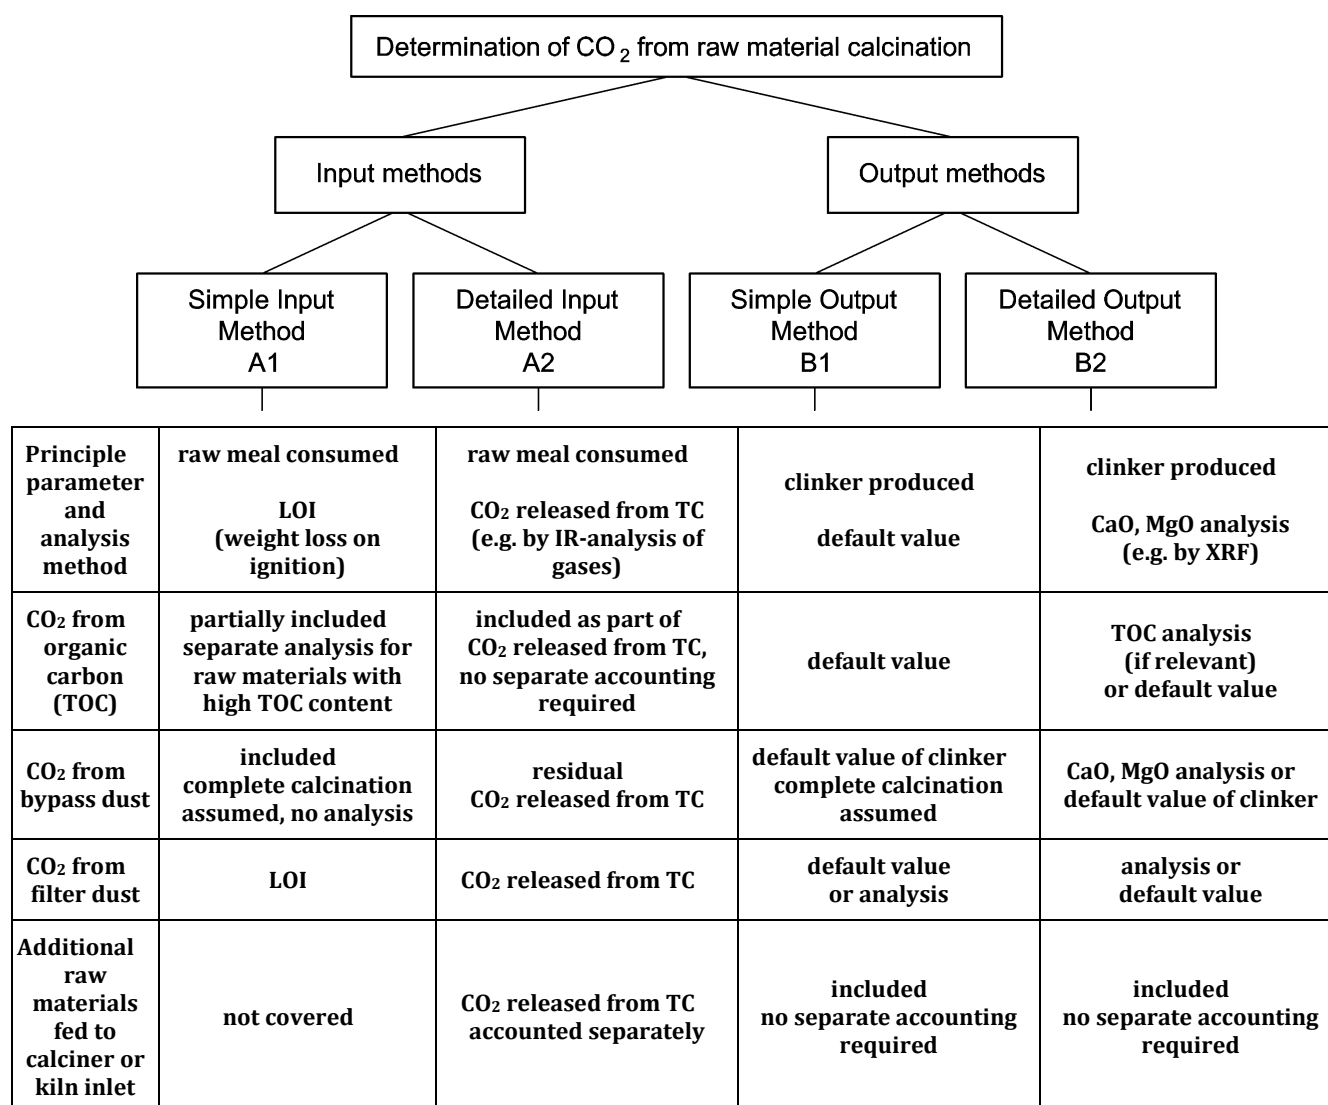 Determination of CO2 from raw material calcination
Input methods
Output methods
Simple Input
Method
A1
Detailed Input
Method
A2
Simple Output
Method
B1
Detailed Output
Method
B2
Principle
parameter
and
analysis
method
raw meal consumed
LOI
(weight loss on
ignition)
raw meal consumed
CO2 released from TC
(e.g. by IR-analysis of
gases)
clinker produced
default value
clinker produced
CaO, MgO analysis
(e.g. by XRF)
CO2 from
organic
carbon
(TOC)
partially included
separate analysis for
raw materials with
high TOC content
included as part of
CO2 released from TC,
no separate accounting
required
default value
TOC analysis
(if relevant)
or default value
CO2 from
bypass dust
included
complete calcination
assumed, no analysis
residual
CO2 released from TC
default value of clinker
complete calcination
assumed
CaO, MgO analysis or
default value of clinker
CO2 from
filter dust
LOI
CO2 released from TC
default value
or analysis
analysis or
default value
Additional
raw
materials
fed to
calciner or
kiln inlet
not covered
CO2 released from TC
accounted separately
included
no separate accounting
required
included
no separate accounting
required